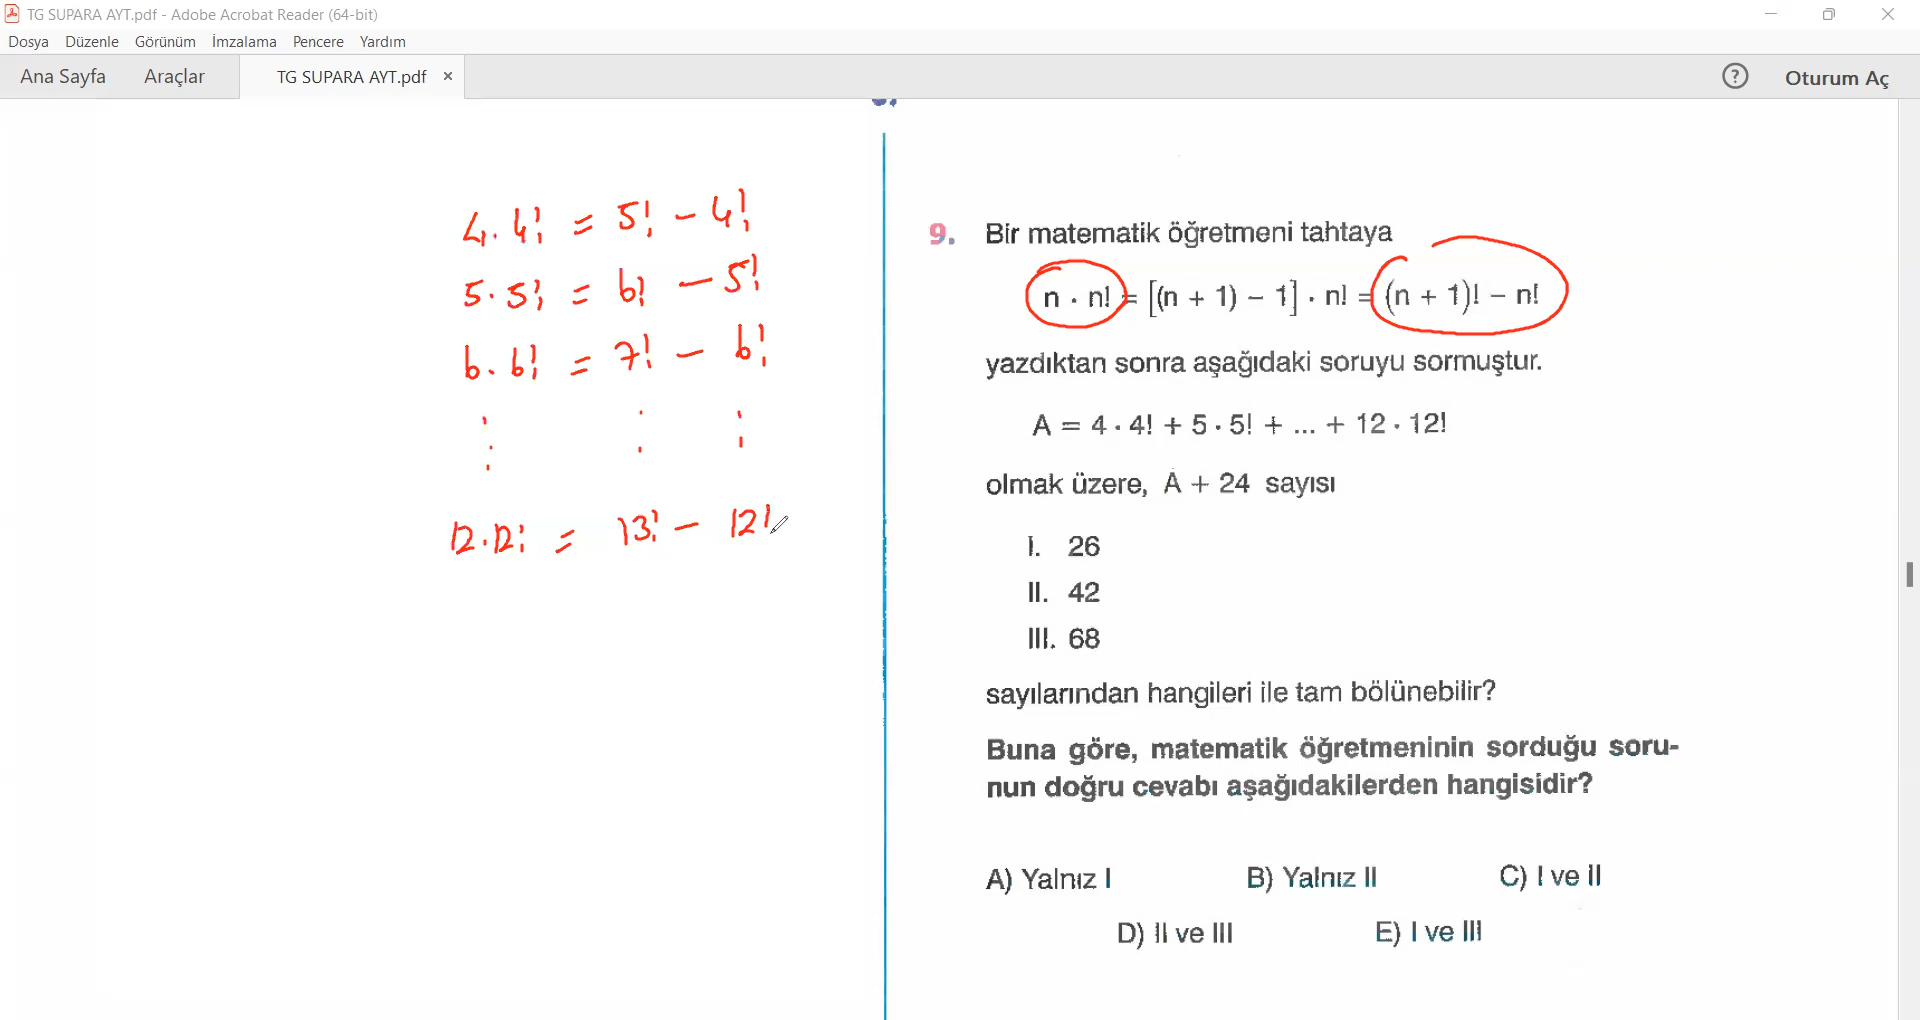 TG SUPARA AYT.pdf - Adobe Acrobat Reader (64-bit)
Dosya Düzenle Görünüm İmzalama Pencere Yardım
Ana Sayfa Araçlar TG SUPARA AYT.pdf × ? Oturum Aç
4 . 4! = 5! - 4!
5 . 5! = 6! - 5!
6 . 6! = 7! - 6!
12 . 12! = 13! - 12!
9. Bir matematik öğretmeni tahtaya
n · n! = [(n + 1) − 1] · n! = (n + 1)! − n!
yazdıktan sonra aşağıdaki soruyu sormuştur.
A = 4 · 4! + 5 · 5! + ... + 12 · 12!
olmak üzere, A + 24 sayısı
I. 26
II. 42
III. 68
sayılarından hangileri ile tam bölünebilir?
Buna göre, matematik öğretmeninin sorduğu soru-
nun doğru cevabı aşağıdakilerden hangisidir?
A) Yalnız I B) Yalnız II C) I ve II
D) II ve III E) I ve III